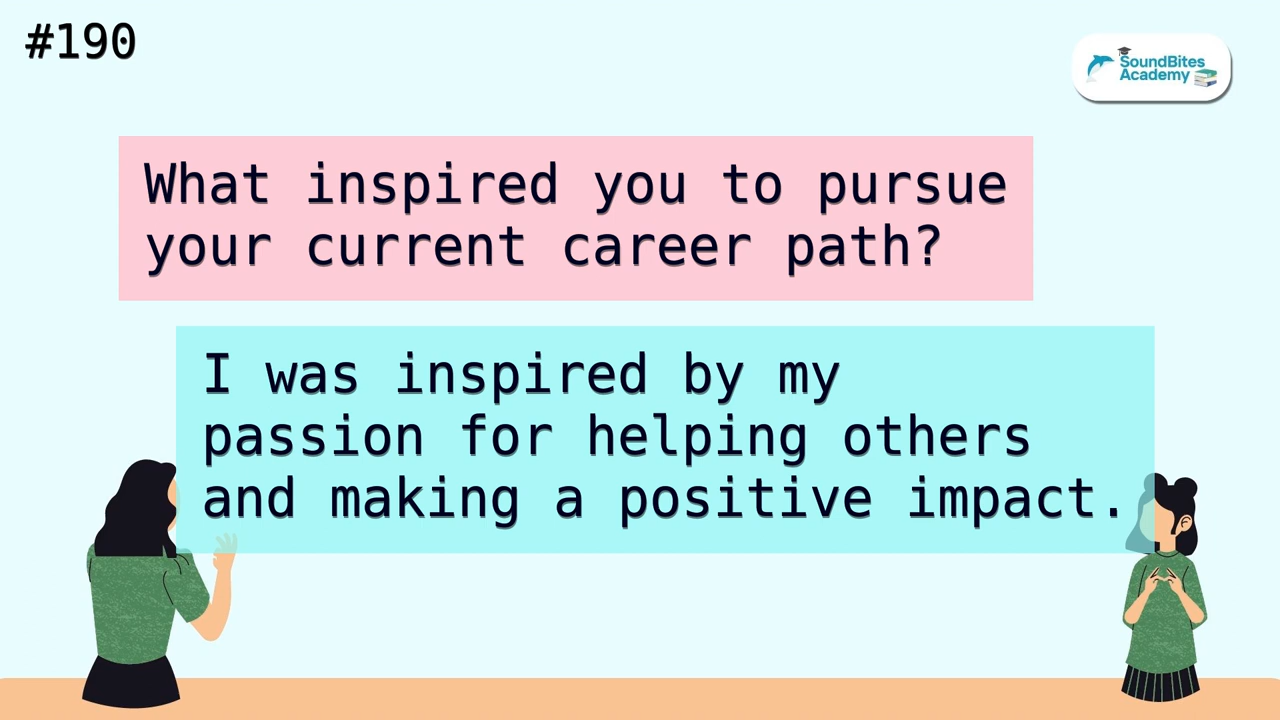 #190
SoundBites
Academy
What inspired you to pursue
your current career path?
I was inspired by my
passion for helping others
and making a positive impact.